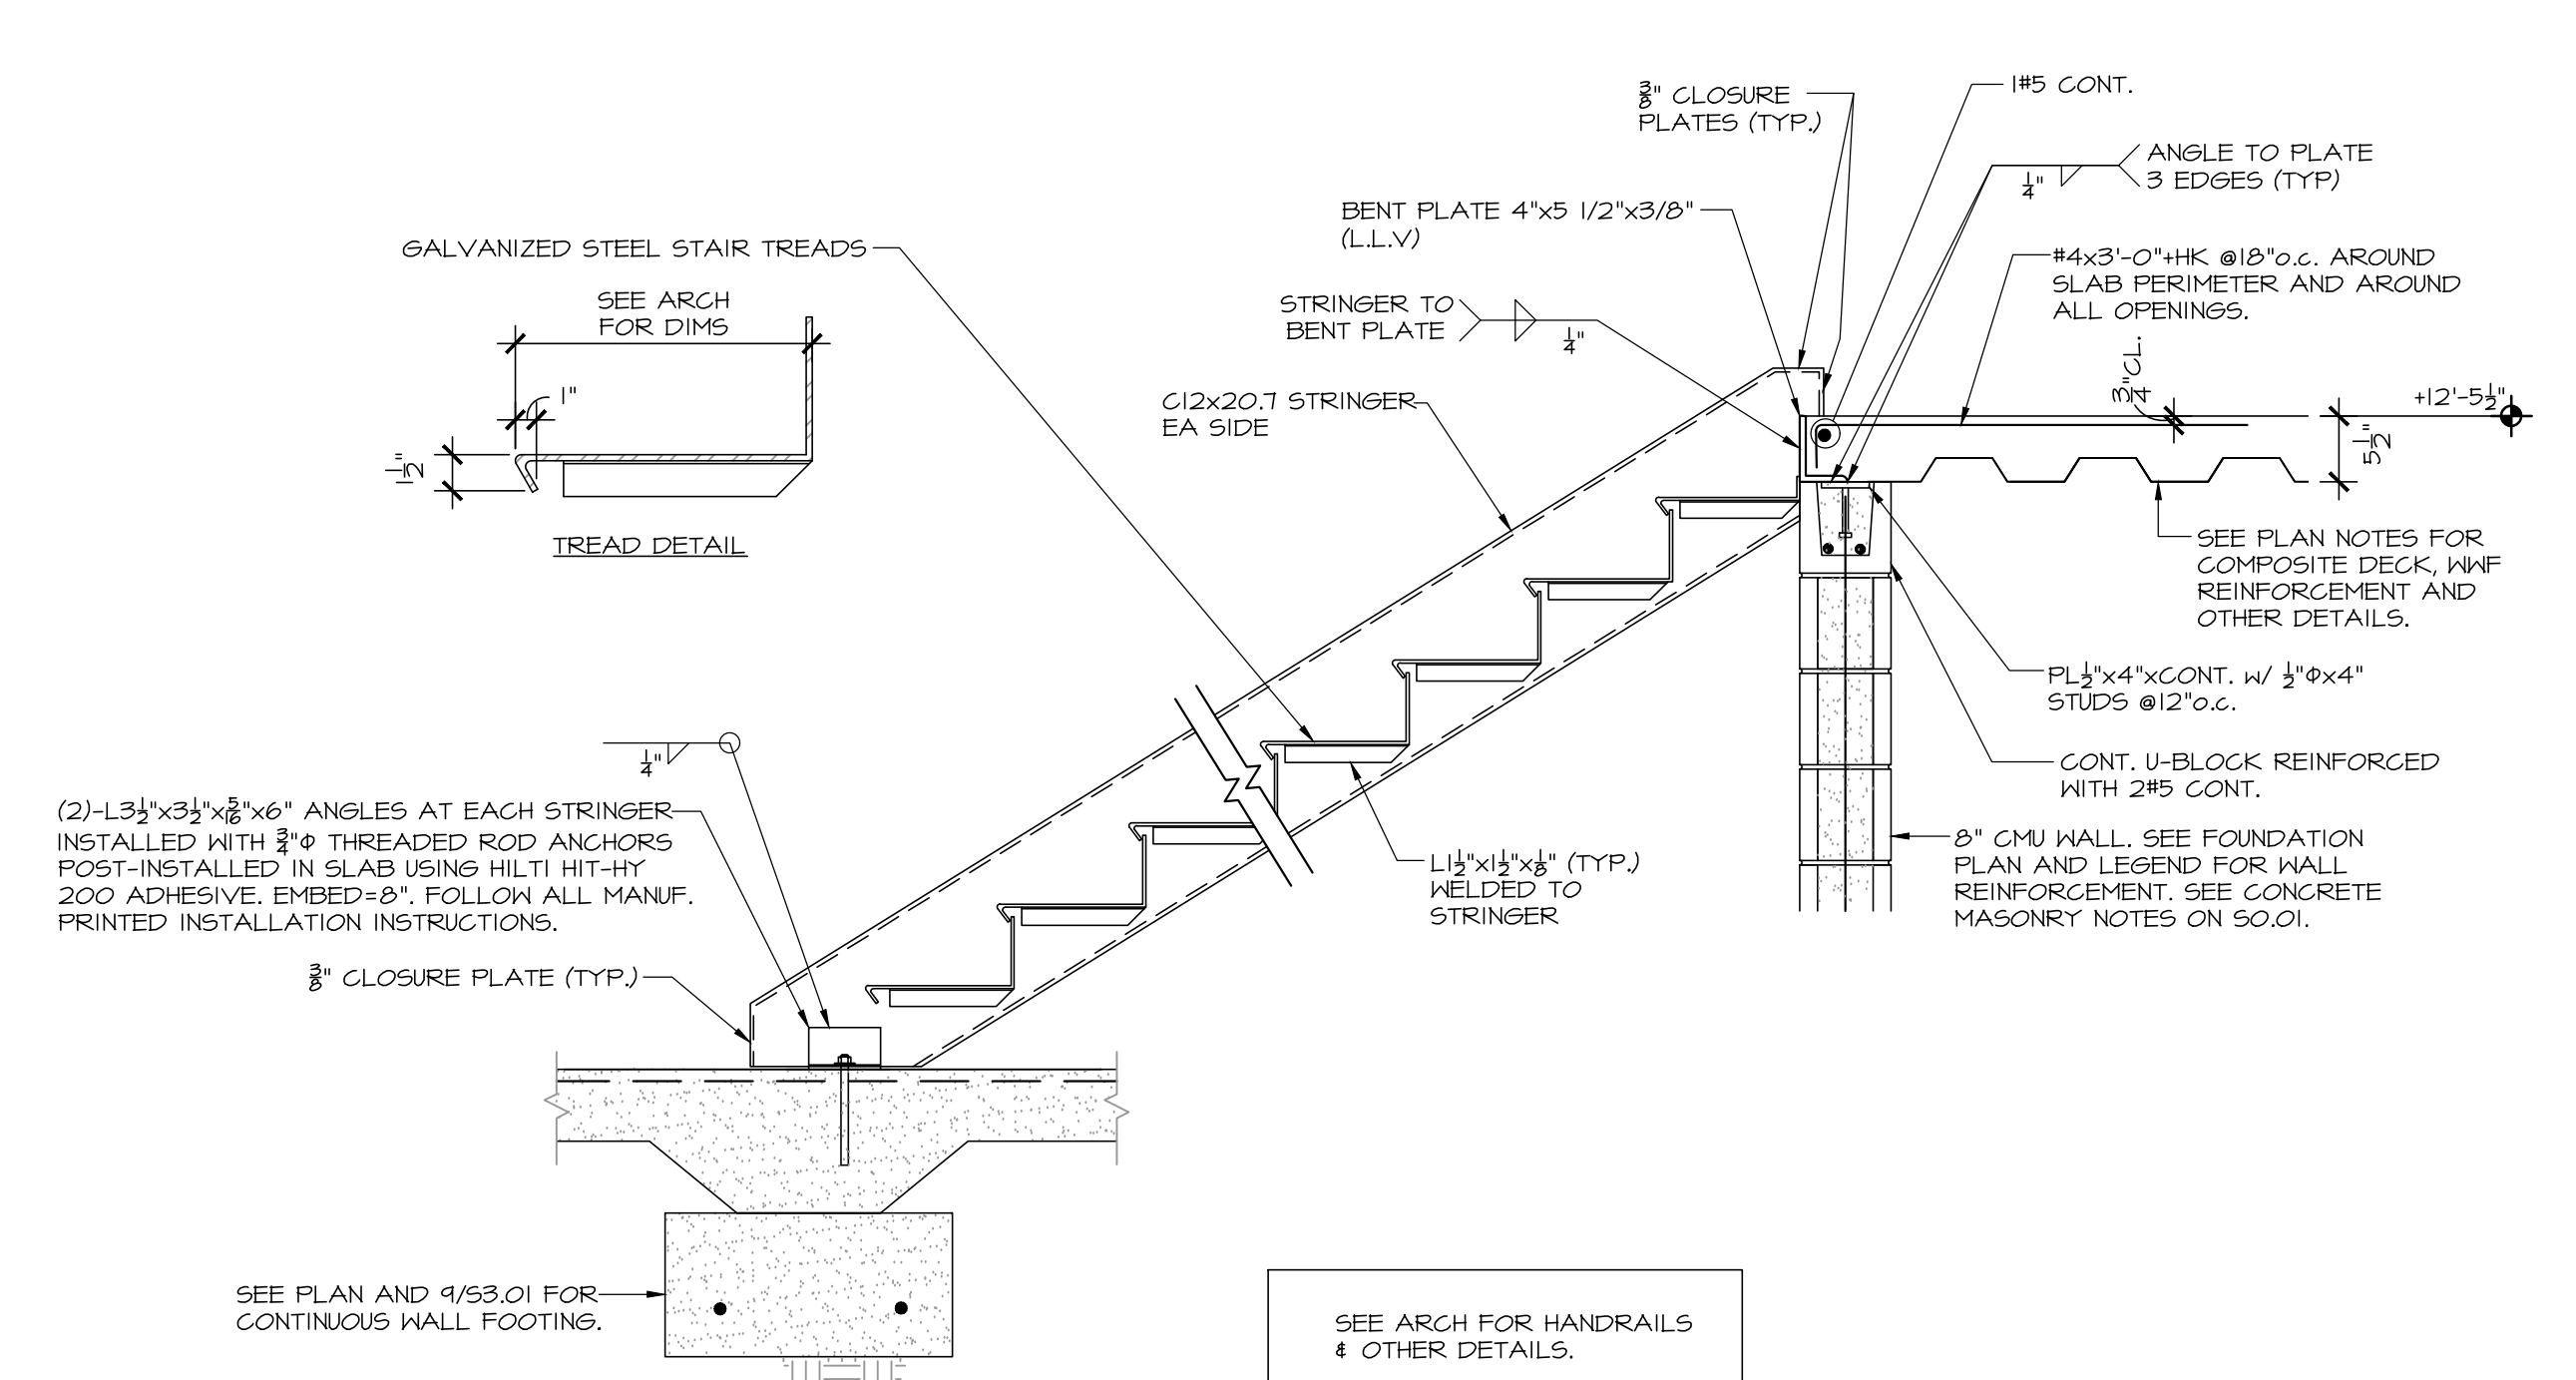 3/8" CLOSURE
PLATES (TYP.)
1#5 CONT.
ANGLE TO PLATE
3 EDGES (TYP)
1/4"
BENT PLATE 4"x5 1/2"x3/8"
(L.L.V)
GALVANIZED STEEL STAIR TREADS
#4x3'-0"+HK @18"o.c. AROUND
SLAB PERIMETER AND AROUND
ALL OPENINGS.
SEE ARCH
FOR DIMS
STRINGER TO
BENT PLATE
1/4"
3/4"CL.
1"
C12x20.7 STRINGER
EA SIDE
+12'-5 1/2"
5 1/2"
1 1/2"
TREAD DETAIL
SEE PLAN NOTES FOR
COMPOSITE DECK, WWF
REINFORCEMENT AND
OTHER DETAILS.
PL 1/2"x4"xCONT. W/ 1/2"Φx4"
STUDS @12"o.c.
1/4"
CONT. U-BLOCK REINFORCED
WITH 2#5 CONT.
(2)-L3 1/2"x3 1/2"x5/16"x6" ANGLES AT EACH STRINGER
INSTALLED WITH 3/4"Φ THREADED ROD ANCHORS
POST-INSTALLED IN SLAB USING HILTI HIT-HY
200 ADHESIVE. EMBED=8". FOLLOW ALL MANUF.
PRINTED INSTALLATION INSTRUCTIONS.
8" CMU WALL. SEE FOUNDATION
PLAN AND LEGEND FOR WALL
REINFORCEMENT. SEE CONCRETE
MASONRY NOTES ON S0.01.
L1 1/2"x1 1/2"x1/8" (TYP.)
WELDED TO
STRINGER
3/8" CLOSURE PLATE (TYP.)
SEE PLAN AND 9/S3.01 FOR
CONTINUOUS WALL FOOTING.
SEE ARCH FOR HANDRAILS
& OTHER DETAILS.